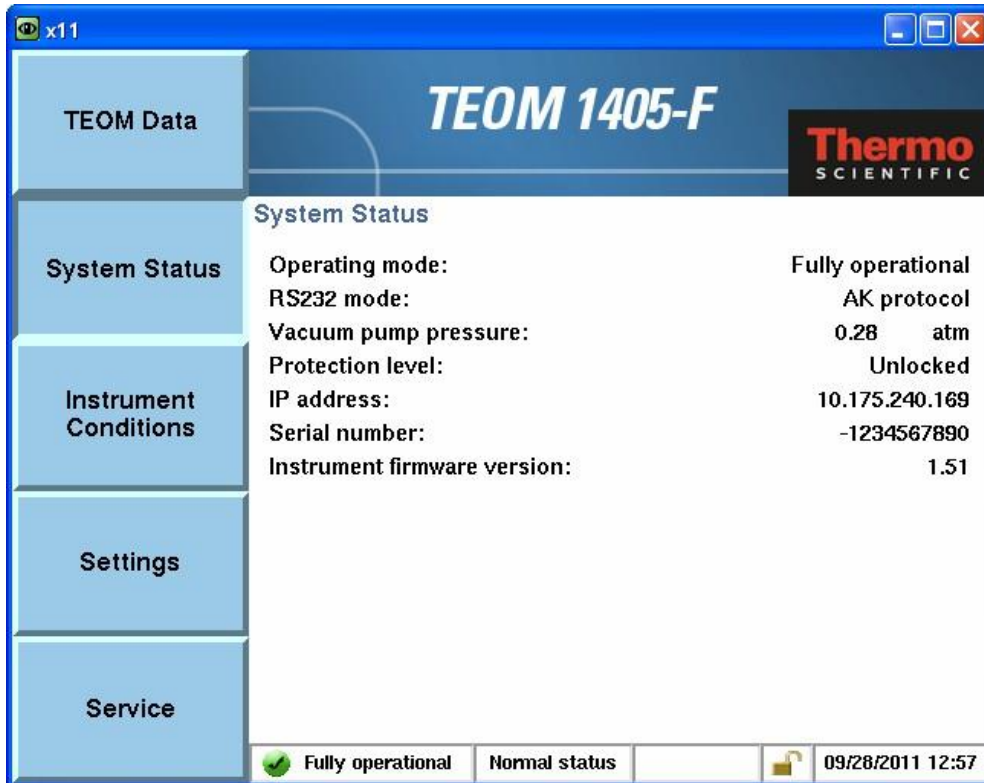 x11
TEOM Data
TEOM 1405-F
Thermo
SCIENTIFIC
System Status
System Status
Operating mode: Fully operational
RS232 mode: AK protocol
Vacuum pump pressure: 0.28 atm
Protection level: Unlocked
IP address: 10.175.240.169
Serial number: -1234567890
Instrument firmware version: 1.51
Instrument
Conditions
Settings
Service
Fully operational Normal status 09/28/2011 12:57